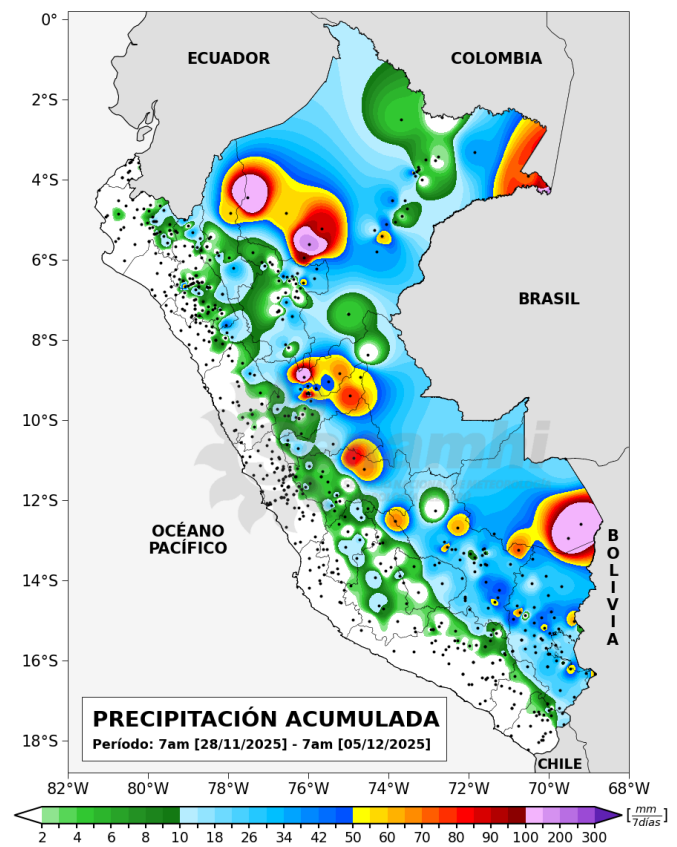 0°
ECUADOR
COLOMBIA
2°S
4°S
6°S
BRASIL
8°S
10°S
amhi
12°S
OCÉANO
PACÍFICO
BOLIVIA
14°S
16°S
PRECIPITACIÓN ACUMULADA
Período: 7am [28/11/2025] - 7am [05/12/2025]
18°S
CHILE
82°W 80°W 78°W 76°W 74°W 72°W 70°W 68°W
[mm/7días]
2 4 6 8 10 18 26 34 42 50 60 70 80 90 100 200 300